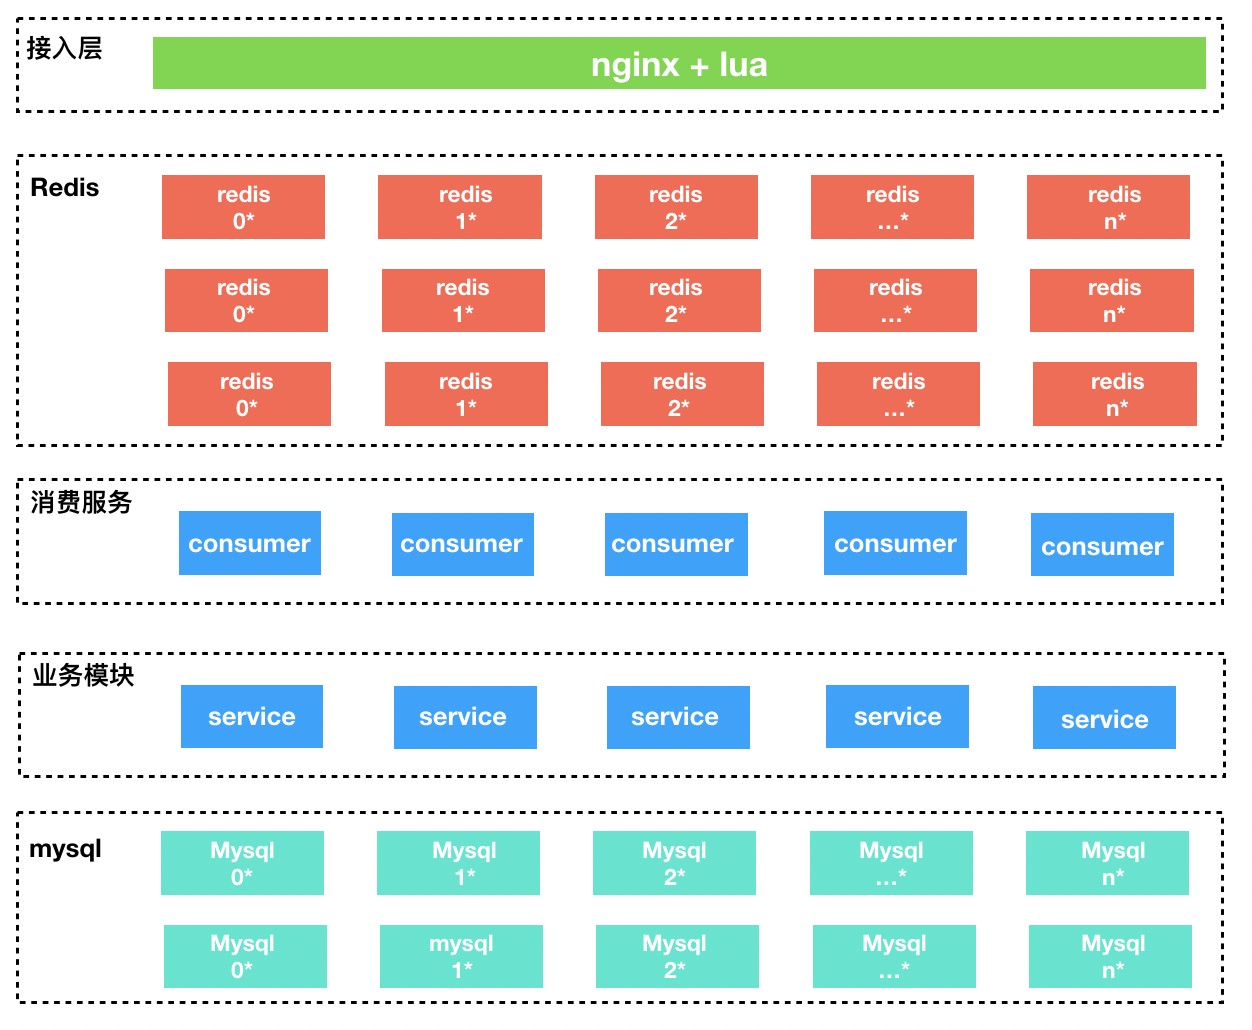 接入层
nginx + lua
Redis
redis
0*
redis
1*
redis
2*
redis
...*
redis
n*
redis
0*
redis
1*
redis
2*
redis
...*
redis
n*
redis
0*
redis
1*
redis
2*
redis
...*
redis
n*
消费服务
consumer
consumer
consumer
consumer
consumer
业务模块
service
service
service
service
service
mysql
Mysql
0*
Mysql
1*
Mysql
2*
Mysql
...*
Mysql
n*
Mysql
0*
mysql
1*
Mysql
2*
Mysql
...*
Mysql
n*